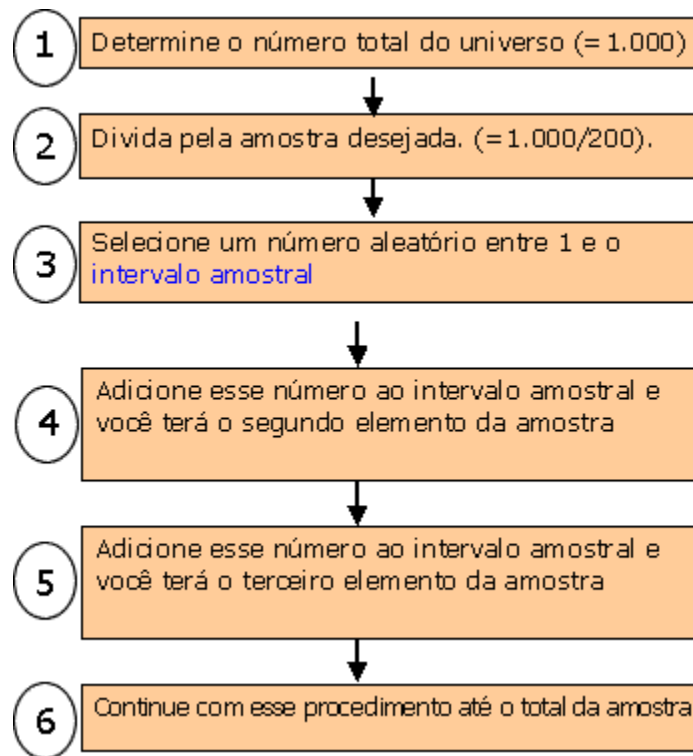 1
Determine o número total do universo (= 1.000)
2
Divida pela amostra desejada. (=1.000/200).
3
Selecione um número aleatório entre 1 e o
intervalo amostral
4
Adicione esse número ao intervalo amostral e
você terá o segundo elemento da amostra
5
Adicione esse número ao intervalo amostral e
você terá o terceiro elemento da amostra
6
Continue com esse procedimento até o total da amostra